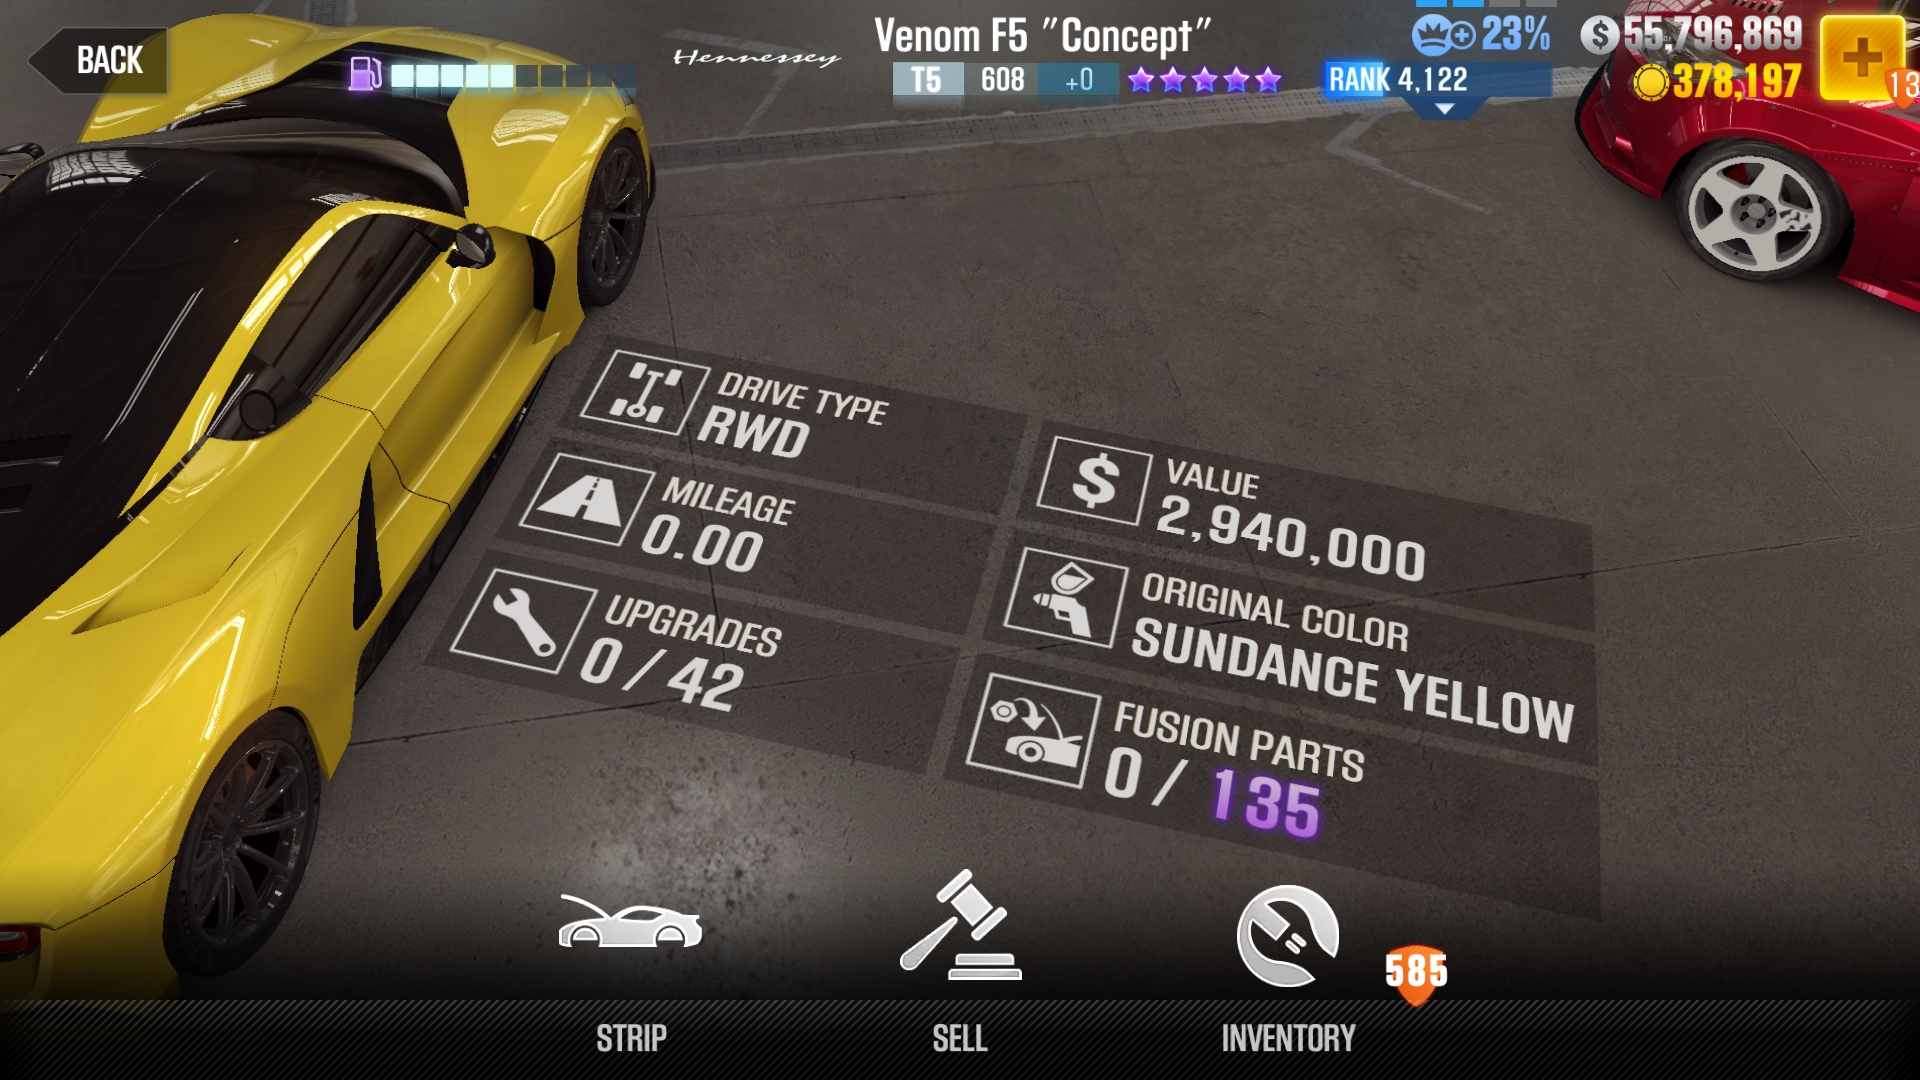 BACK
Hennessey
Venom F5 "Concept"
T5 608 +0
23%
RANK 4,122
55,796,869
378,197
13
DRIVE TYPE
RWD
MILEAGE
0.00
UPGRADES
0 / 42
VALUE
2,940,000
ORIGINAL COLOR
SUNDANCE YELLOW
FUSION PARTS
0 / 135
585
STRIP
SELL
INVENTORY